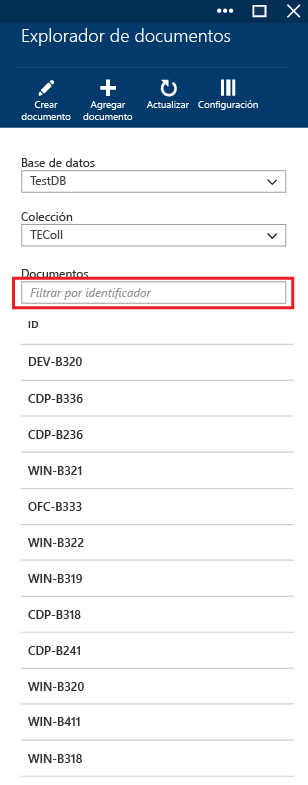 Explorador de documentos
Crear documento
Agregar documento
Actualizar
Configuración
Base de datos
TestDB
Colección
TEColl
Documentos
Filtrar por identificador
ID
DEV-B320
CDP-B336
CDP-B236
WIN-B321
OFC-B333
WIN-B322
WIN-B319
CDP-B318
CDP-B241
WIN-B320
WIN-B411
WIN-B318